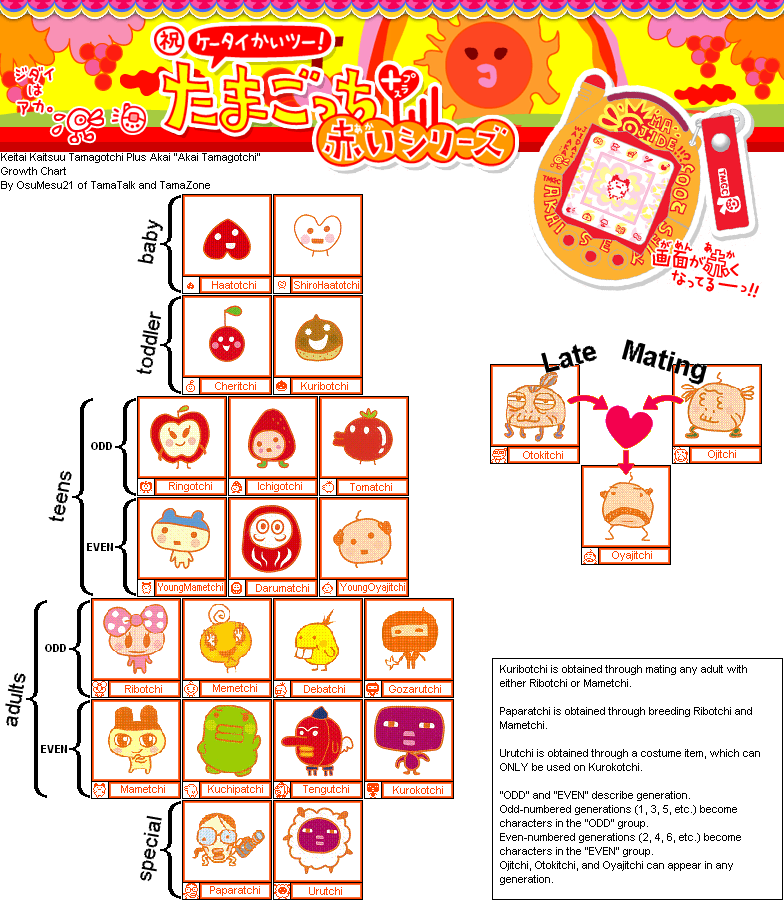 祝 ケータイかいツー!
ジダイ
は
アカ。
たまごっち
プラス
赤いシリーズ
あか
MA JIDE...!!
TMGC
AKAI SERIES 2005
がめん あか
画面が赤く
なってるーっ!!
Keitai Kaitsuu Tamagotchi Plus Akai "Akai Tamagotchi"
Growth Chart
By OsuMesu21 of TamaTalk and TamaZone
baby
Haatotchi
ShiroHaatotchi
toddler
Cheritchi
Kuribotchi
Late Mating
Otokitchi
Ojitchi
Oyajitchi
teens
ODD
Ringotchi
Ichigotchi
Tomatchi
EVEN
YoungMametchi
Darumatchi
YoungOyajitchi
adults
ODD
Ribotchi
Memetchi
Debatchi
Gozarutchi
EVEN
Mametchi
Kuchipatchi
Tengutchi
Kurokotchi
special
Paparatchi
Urutchi
Kuribotchi is obtained through mating any adult with
either Ribotchi or Mametchi.
Paparatchi is obtained through breeding Ribotchi and
Mametchi.
Urutchi is obtained through a costume item, which can
ONLY be used on Kurokotchi.
"ODD" and "EVEN" describe generation.
Odd-numbered generations (1, 3, 5, etc.) become
characters in the "ODD" group.
Even-numbered generations (2, 4, 6, etc.) become
characters in the "EVEN" group.
Ojitchi, Otokitchi, and Oyajitchi can appear in any
generation.